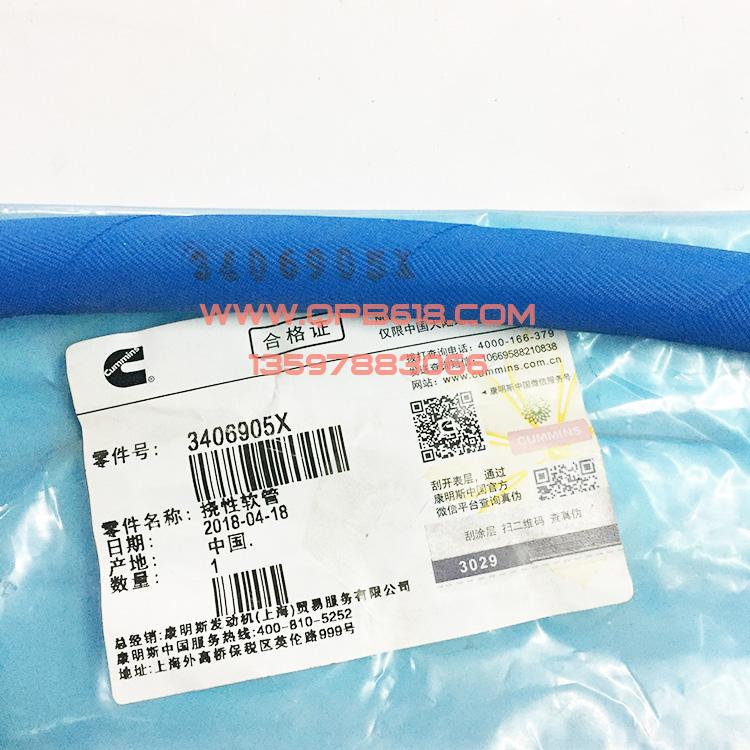 3406905X
WWW.QPB618.COM
13597883066
合格证
仅限中国大陆
Cummins
拨打查询电话: 4000-166-379
10669588210838
网站: www.cummins.com.cn
康明斯中国微信服务号
零件号: 3406905X
CUMMINS
刮开表层,通过
康明斯中国官方
微信平台查询真伪
零件名称: 挠性软管
日期: 2018-04-18
产地: 中国.
数量: 1
刮涂层 扫二维码 查真伪
3029
总经销: 康明斯发动机(上海)贸易服务有限公司
康明斯中国服务热线:400-810-5252
地址: 上海外高桥保税区英伦路999号